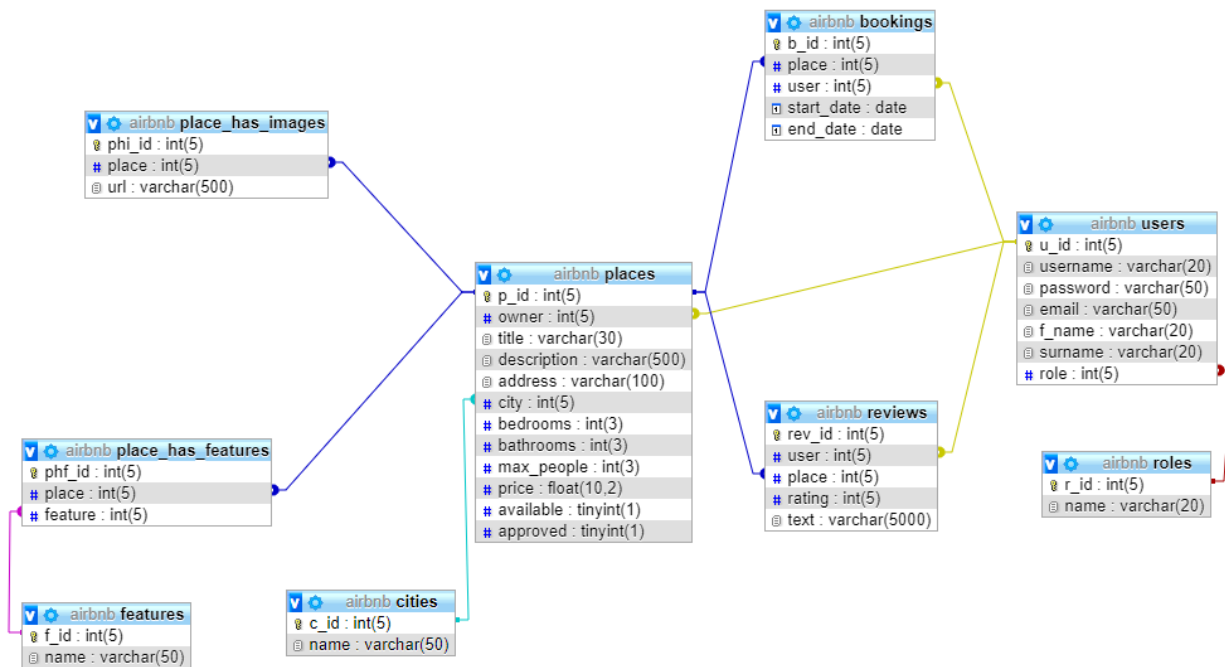 airbnb bookings
b_id : int(5)
place : int(5)
user : int(5)
start_date : date
end_date : date
airbnb place_has_images
phi_id : int(5)
place : int(5)
url : varchar(500)
airbnb users
u_id : int(5)
username : varchar(20)
password : varchar(50)
email : varchar(50)
f_name : varchar(20)
surname : varchar(20)
role : int(5)
airbnb places
p_id : int(5)
owner : int(5)
title : varchar(30)
description : varchar(500)
address : varchar(100)
city : int(5)
bedrooms : int(3)
bathrooms : int(3)
max_people : int(3)
price : float(10,2)
available : tinyint(1)
approved : tinyint(1)
airbnb reviews
rev_id : int(5)
user : int(5)
place : int(5)
rating : int(5)
text : varchar(5000)
airbnb place_has_features
phf_id : int(5)
place : int(5)
feature : int(5)
airbnb roles
r_id : int(5)
name : varchar(20)
airbnb cities
c_id : int(5)
name : varchar(50)
airbnb features
f_id : int(5)
name : varchar(50)